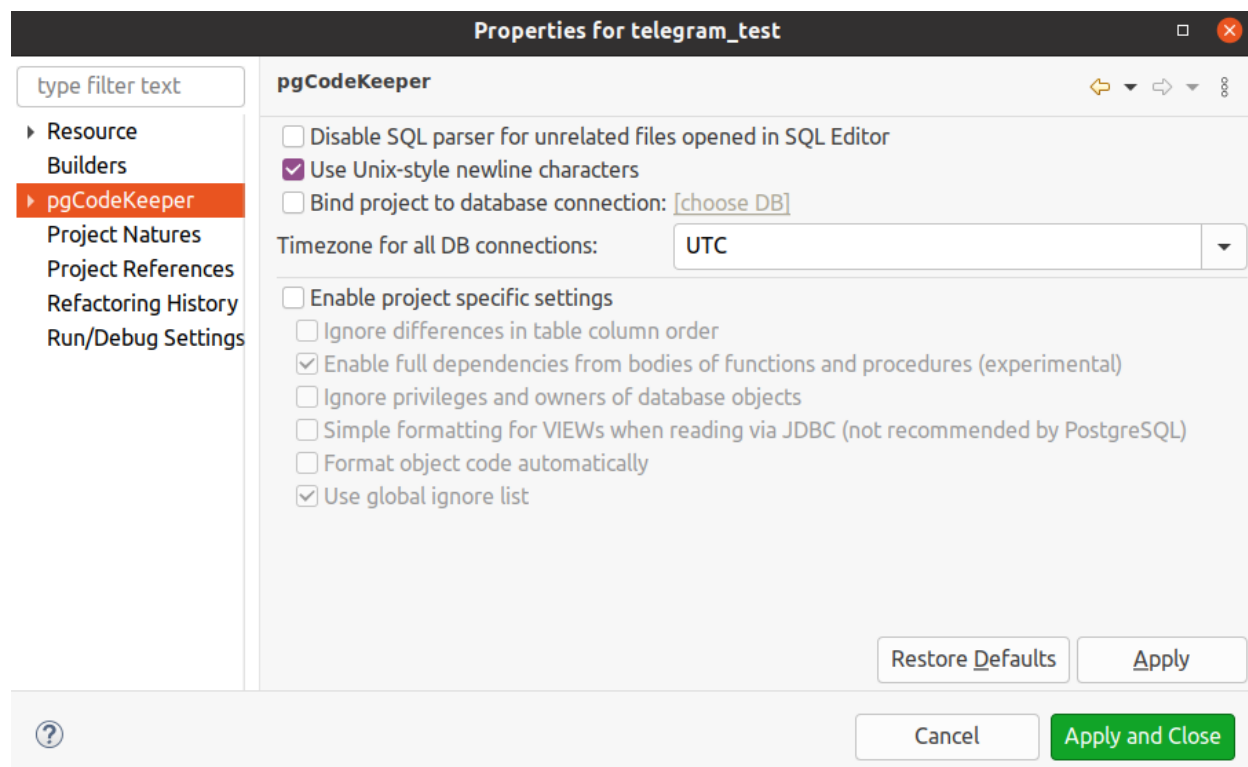 Properties for telegram_test
type filter text
Resource
Builders
pgCodeKeeper
Project Natures
Project References
Refactoring History
Run/Debug Settings
pgCodeKeeper
Disable SQL parser for unrelated files opened in SQL Editor
Use Unix-style newline characters
Bind project to database connection: [choose DB]
Timezone for all DB connections: UTC
Enable project specific settings
Ignore differences in table column order
Enable full dependencies from bodies of functions and procedures (experimental)
Ignore privileges and owners of database objects
Simple formatting for VIEWs when reading via JDBC (not recommended by PostgreSQL)
Format object code automatically
Use global ignore list
Restore Defaults Apply
? Cancel Apply and Close